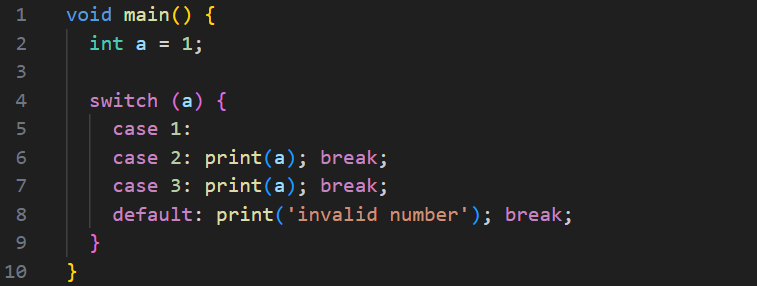 1 void main() {
2   int a = 1;
3
4   switch (a) {
5     case 1:
6     case 2: print(a); break;
7     case 3: print(a); break;
8     default: print('invalid number'); break;
9   }
10 }